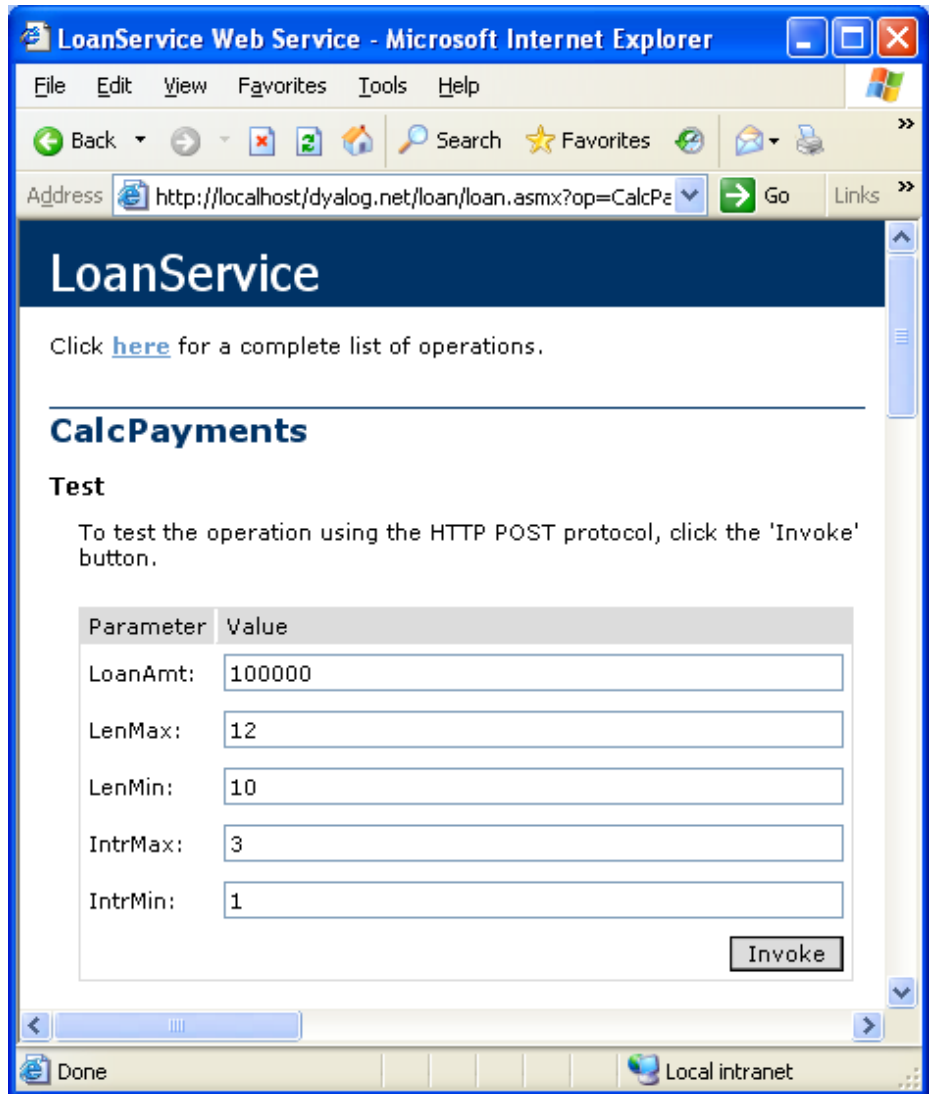 LoanService Web Service - Microsoft Internet Explorer
File Edit View Favorites Tools Help
Back Search Favorites »
Address http://localhost/dyalog.net/loan/loan.asmx?op=CalcPa Go Links »
LoanService
Click here for a complete list of operations.
CalcPayments
Test
To test the operation using the HTTP POST protocol, click the 'Invoke'
button.
Parameter Value
LoanAmt: 100000
LenMax: 12
LenMin: 10
IntrMax: 3
IntrMin: 1
Invoke
Done Local intranet